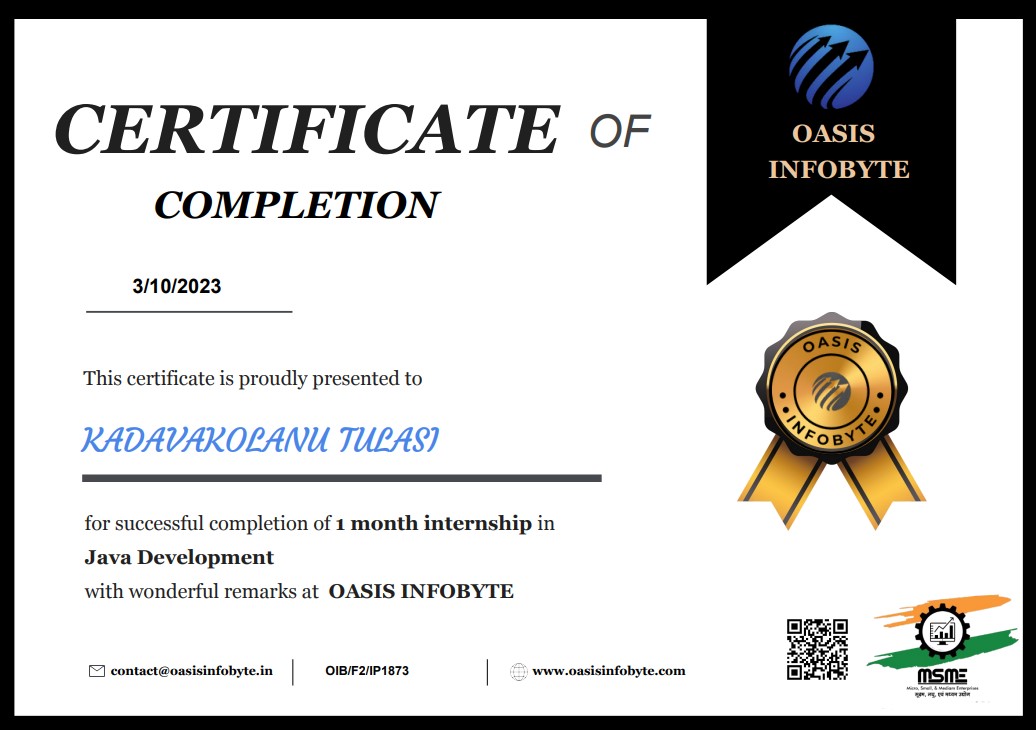 CERTIFICATE OF
COMPLETION
OASIS
INFOBYTE
3/10/2023
This certificate is proudly presented to
KADAVAKOLANU TULASI
OASIS
INFOBYTE
for successful completion of 1 month internship in
Java Development
with wonderful remarks at OASIS INFOBYTE
contact@oasisinfobyte.in
OIB/F2/IP1873
www.oasisinfobyte.com
MSME
Micro, Small, & Mediam Enterprises
सूक्ष्म, लघु, एवं मध्यम उद्योग